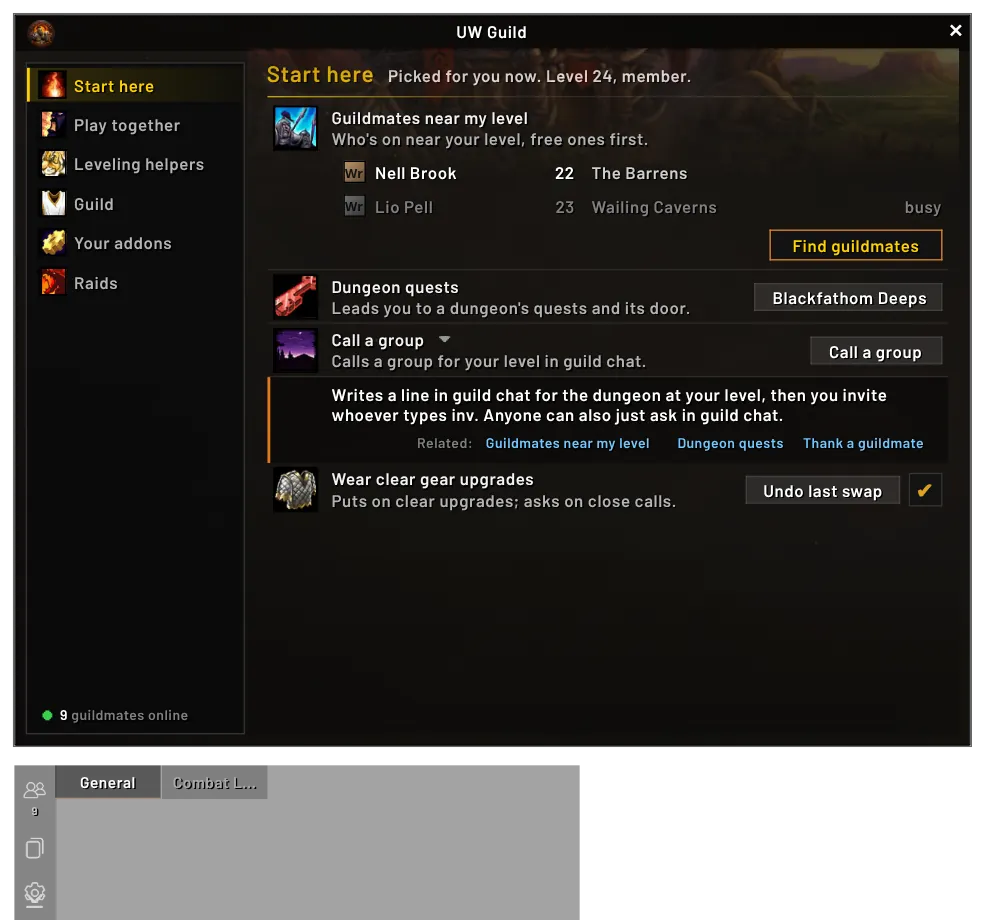 UW Guild
Start here
Play together
Leveling helpers
Guild
Your addons
Raids
9 guildmates online
Start here Picked for you now. Level 24, member.
Guildmates near my level
Who's on near your level, free ones first.
Wr Nell Brook 22 The Barrens
Wr Lio Pell 23 Wailing Caverns busy
Find guildmates
Dungeon quests
Leads you to a dungeon's quests and its door.
Blackfathom Deeps
Call a group
Calls a group for your level in guild chat.
Call a group
Writes a line in guild chat for the dungeon at your level, then you invite
whoever types inv. Anyone can also just ask in guild chat.
Related: Guildmates near my level Dungeon quests Thank a guildmate
Wear clear gear upgrades
Puts on clear upgrades; asks on close calls.
Undo last swap
General Combat L...
9